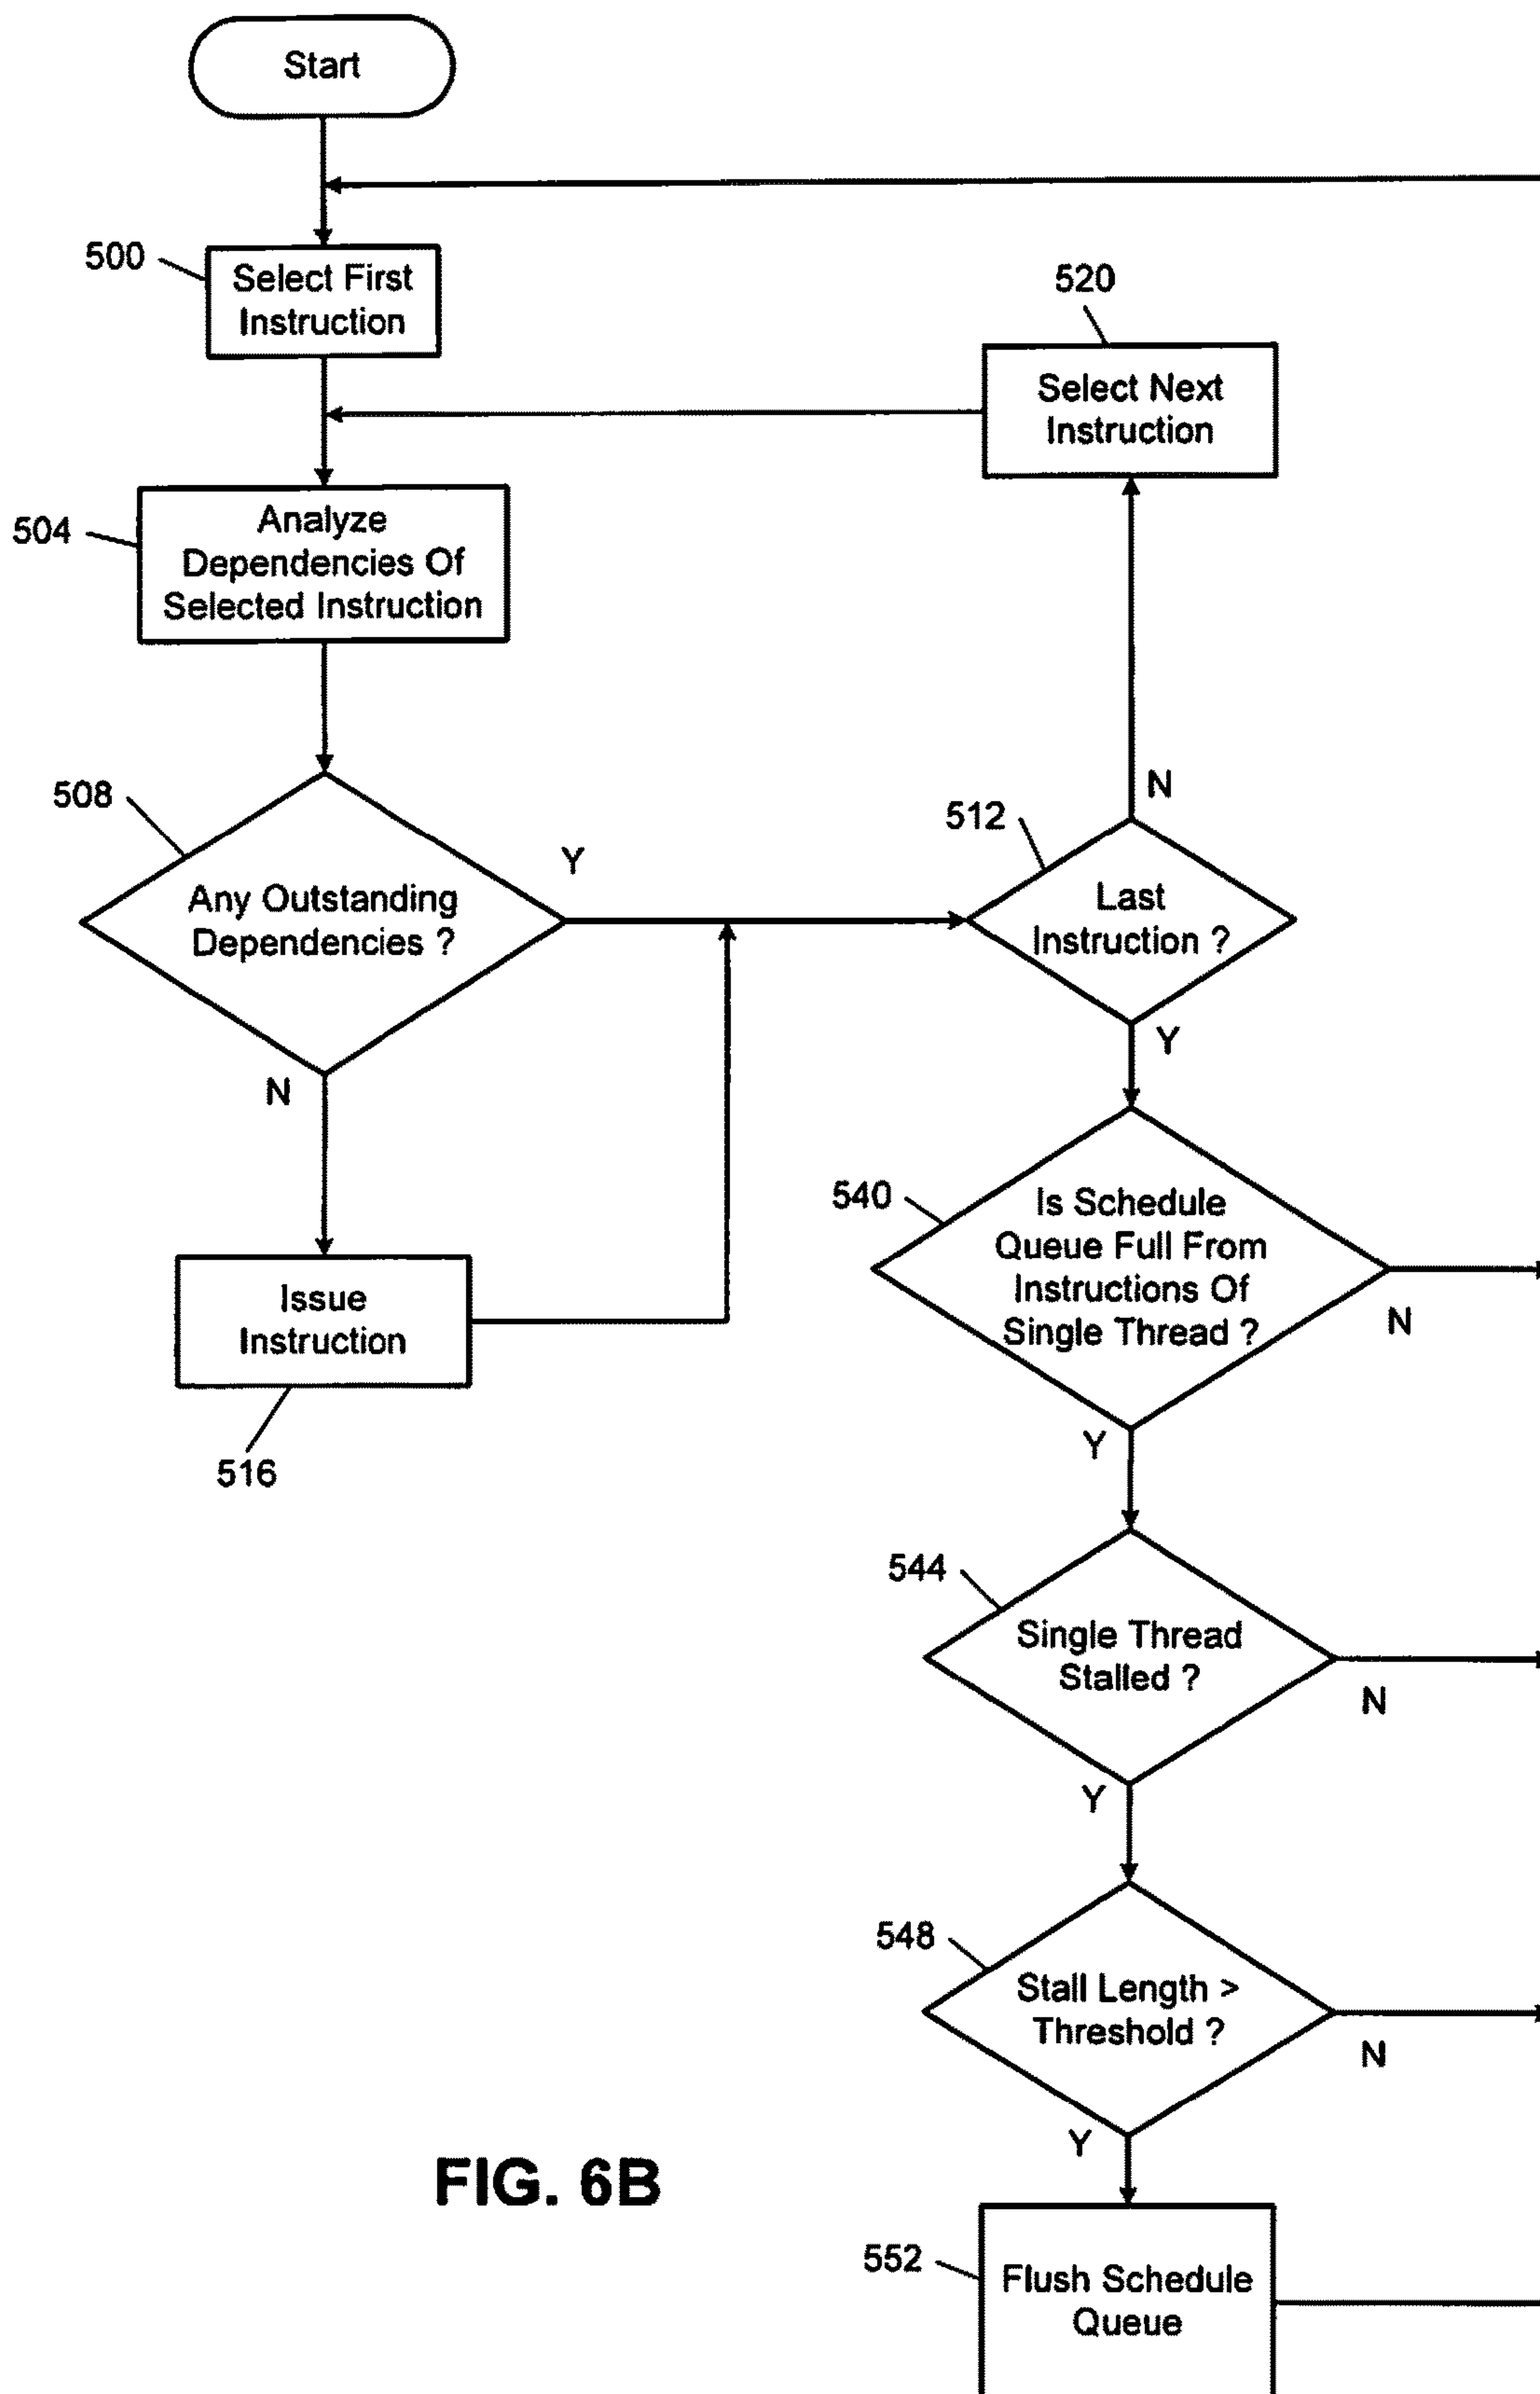 Start
500
Select First
Instruction
520
Select Next
Instruction
504
Analyze
Dependencies Of
Selected Instruction
508
Any Outstanding
Dependencies ?
Y
N
512
Last
Instruction ?
N
Y
Issue
Instruction
516
540
Is Schedule
Queue Full From
Instructions Of
Single Thread ?
N
Y
544
Single Thread
Stalled ?
N
Y
548
Stall Length >
Threshold ?
N
Y
552
Flush Schedule
Queue
FIG. 6B